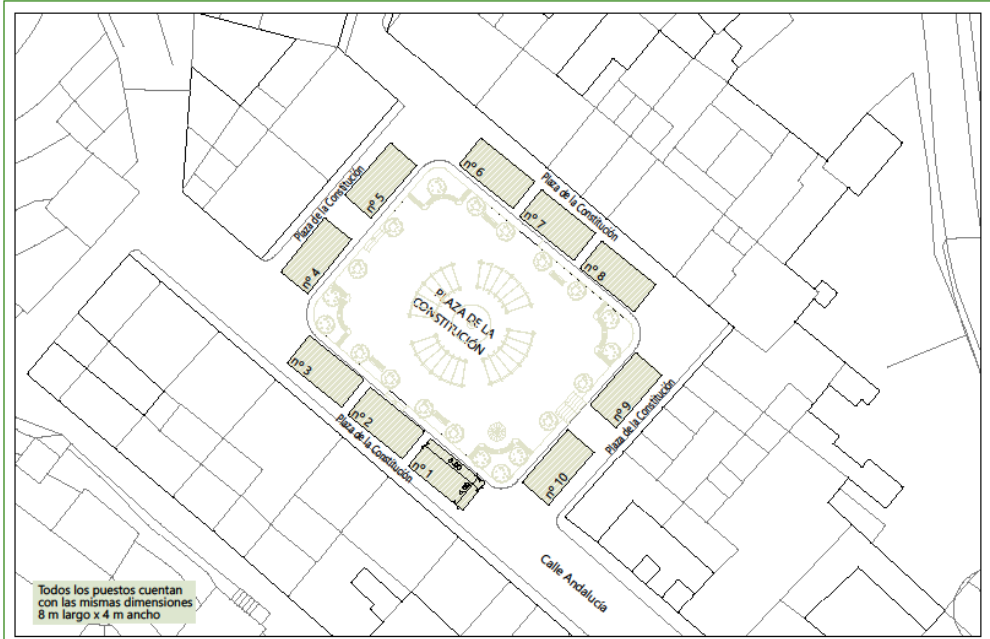 nº 6
Plaza de la Constitución
nº 5
Plaza de la Constitución
nº 7
nº 8
nº 4
PLAZA DE LA
CONSTITUCIÓN
nº 3
nº 9
Plaza de la Constitución
nº 2
Plaza de la Constitución
nº 1
nº 10
Calle Andalucía
Todos los puestos cuentan
con las mismas dimensiones
8 m largo x 4 m ancho